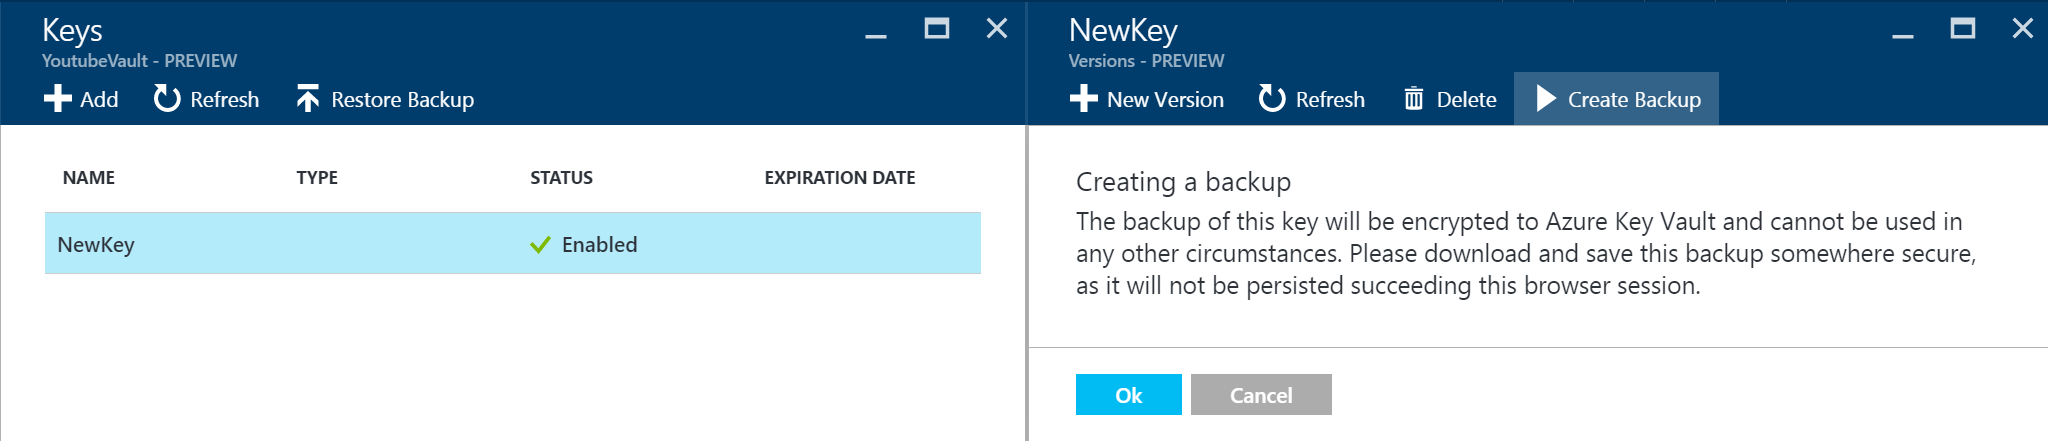 Keys
YoutubeVault - PREVIEW
Add Refresh Restore Backup
NAME TYPE STATUS EXPIRATION DATE
NewKey Enabled
NewKey
Versions - PREVIEW
New Version Refresh Delete Create Backup
Creating a backup
The backup of this key will be encrypted to Azure Key Vault and cannot be used in
any other circumstances. Please download and save this backup somewhere secure,
as it will not be persisted succeeding this browser session.
Ok Cancel